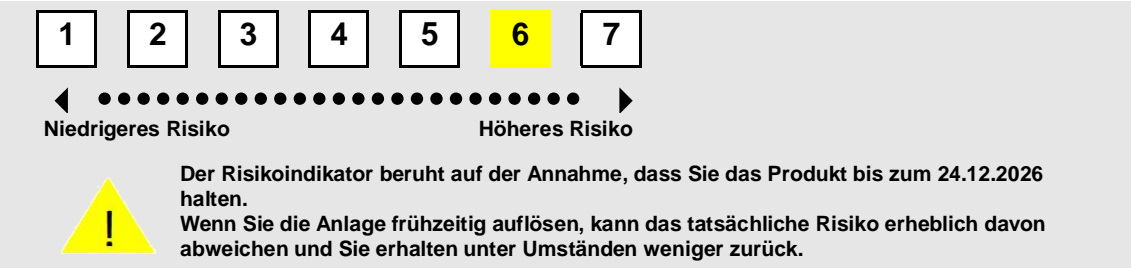 1 2 3 4 5 6 7
Niedrigeres Risiko Höheres Risiko
Der Risikoindikator beruht auf der Annahme, dass Sie das Produkt bis zum 24.12.2026
halten.
Wenn Sie die Anlage frühzeitig auflösen, kann das tatsächliche Risiko erheblich davon
abweichen und Sie erhalten unter Umständen weniger zurück.
!